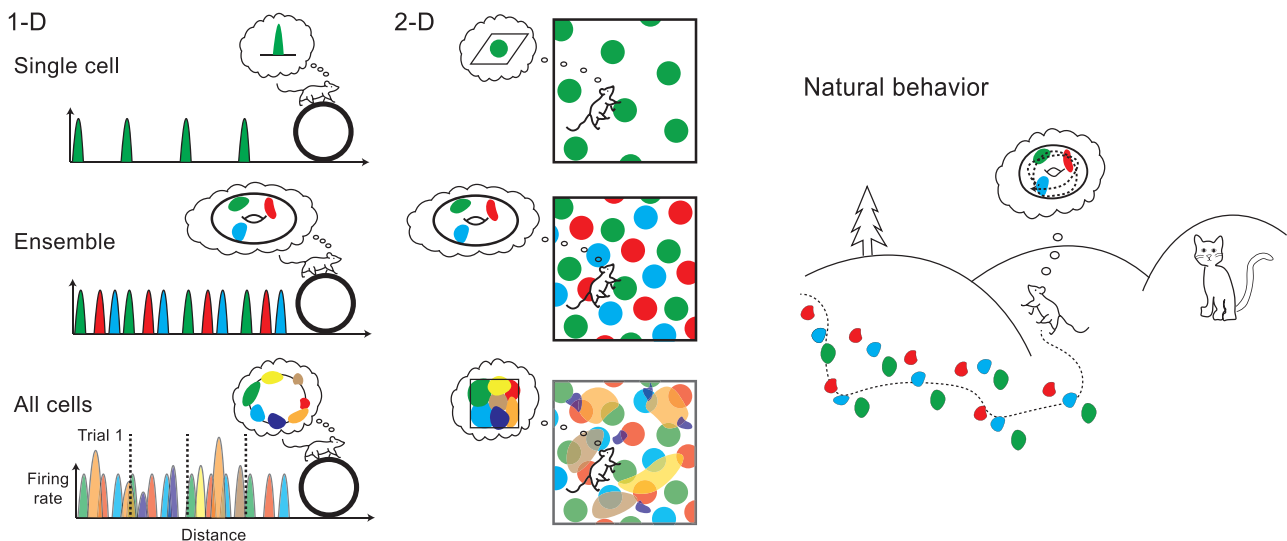 1-D
2-D
Single cell
Natural behavior
Ensemble
All cells
Trial 1
Firing
rate
Distance